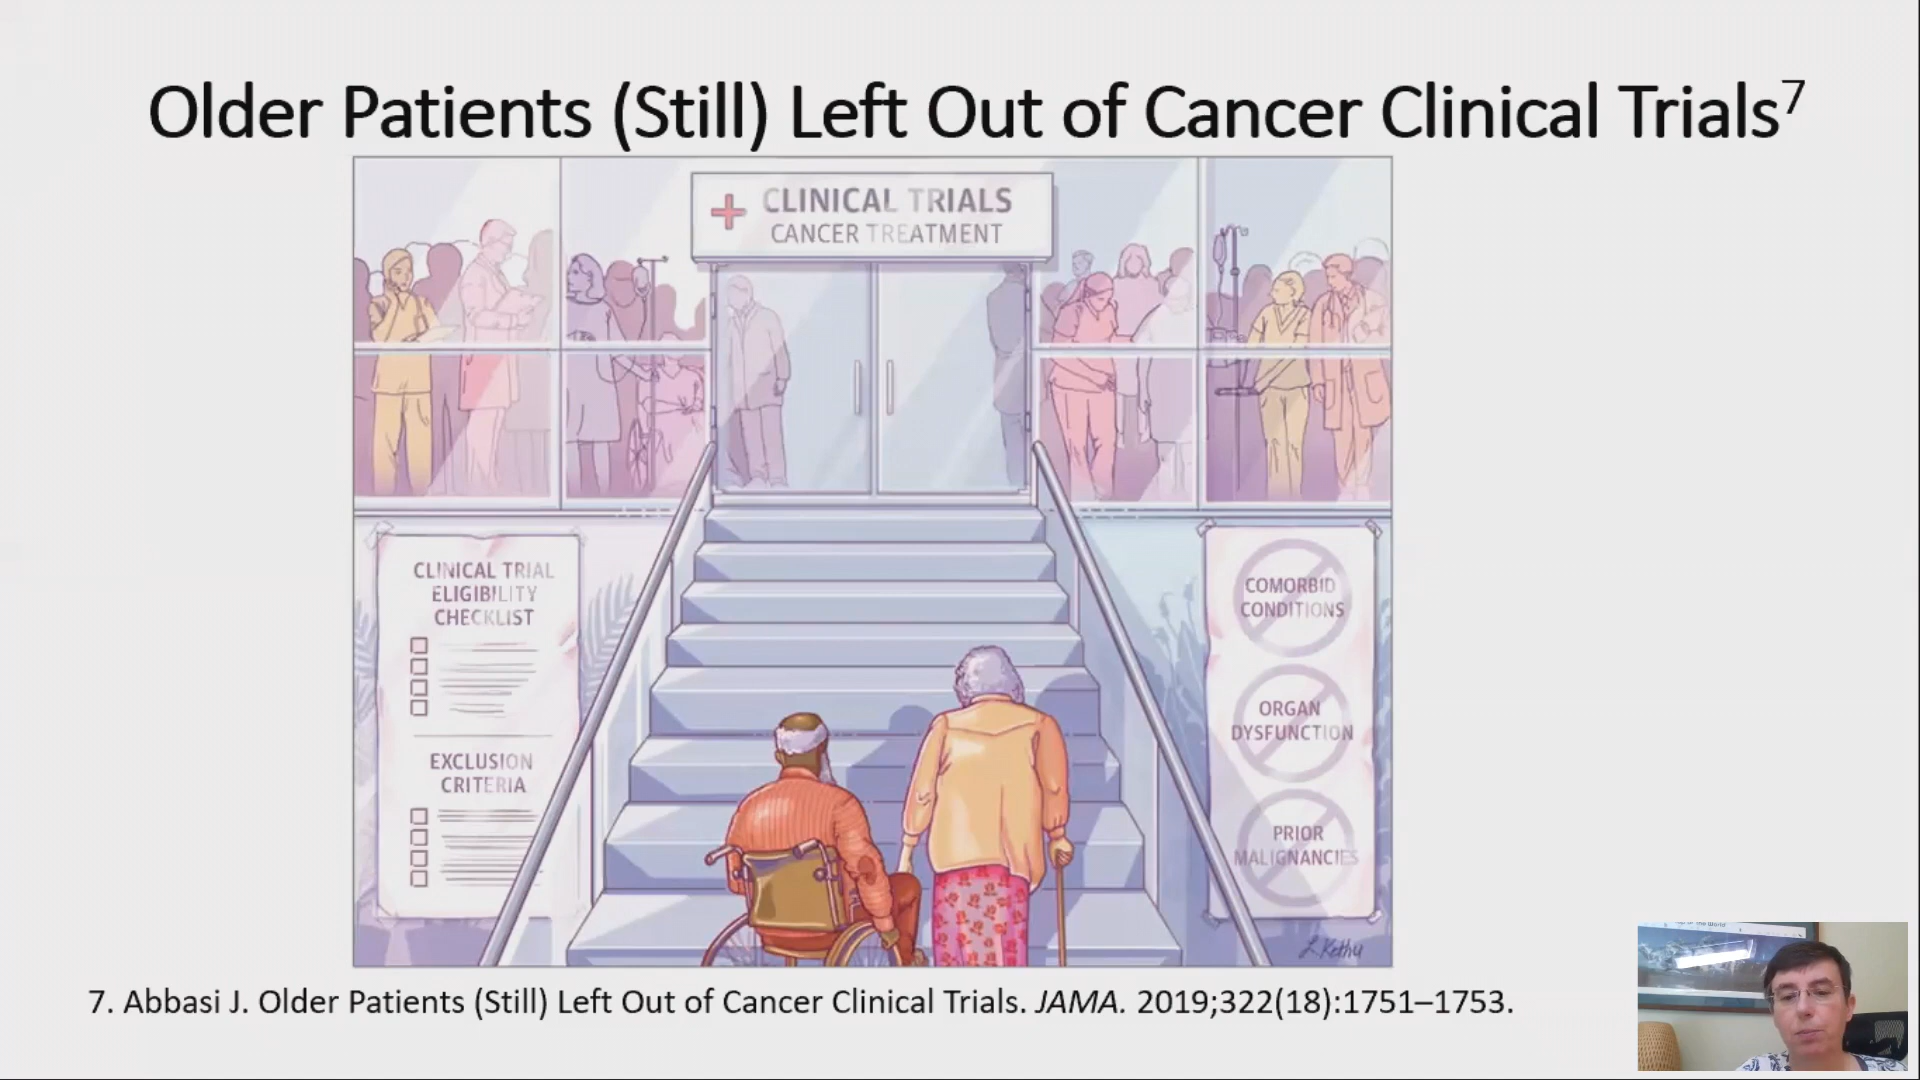 Older Patients (Still) Left Out of Cancer Clinical Trials7
CLINICAL TRIALS
CANCER TREATMENT
CLINICAL TRIAL
ELIGIBILITY
CHECKLIST
EXCLUSION
CRITERIA
COMORBID
CONDITIONS
ORGAN
DYSFUNCTION
PRIOR
MALIGNANCIES
7. Abbasi J. Older Patients (Still) Left Out of Cancer Clinical Trials. JAMA. 2019;322(18):1751–1753.